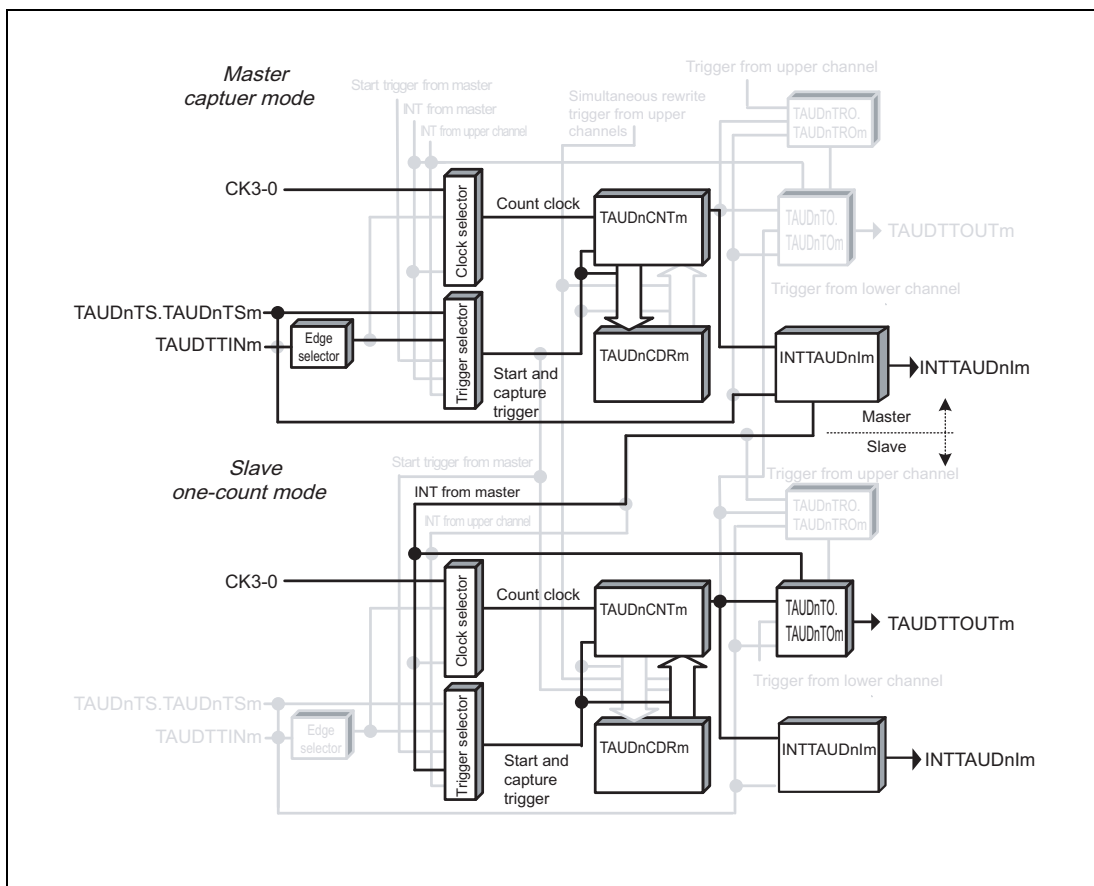 Master
captuer mode
Start trigger from master
INT from master
INT from upper channel
Simultaneous rewrite
trigger from upper
channels
Trigger from upper channel
TAUDnTRO.
TAUDnTROm
CK3-0
Clock selector
Count clock
TAUDnCNTm
TAUDnTO.
TAUDnTOm
TAUDTTOUTm
Trigger from lower channel
TAUDnTS.TAUDnTSm
TAUDTTINm
Edge
selector
Trigger selector
Start and
capture
trigger
TAUDnCDRm
INTTAUDnIm
INTTAUDnIm
Master
Slave
Slave
one-count mode
Start trigger from master
INT from master
INT from upper channel
Trigger from upper channel
TAUDnTRO.
TAUDnTROm
CK3-0
Clock selector
Count clock
TAUDnCNTm
TAUDnTO.
TAUDnTOm
TAUDTTOUTm
Trigger from lower channel
TAUDnTS.TAUDnTSm
TAUDTTINm
Edge
selector
Trigger selector
Start and
capture
trigger
TAUDnCDRm
INTTAUDnIm
INTTAUDnIm